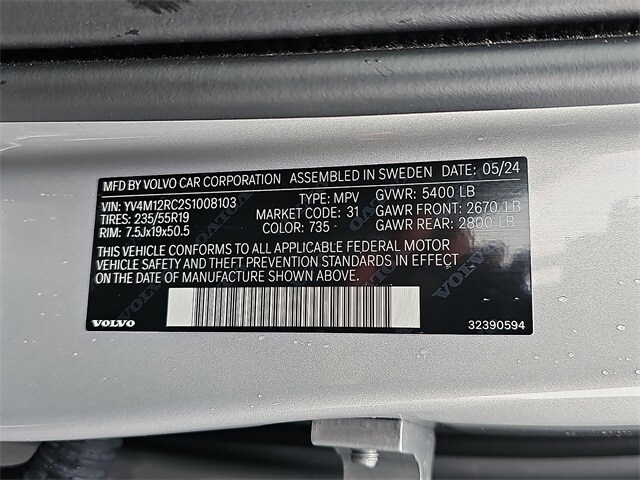 MFD BY VOLVO CAR CORPORATION ASSEMBLED IN SWEDEN DATE: 05/24
VIN: YV4M12RC2S1008103 TYPE: MPV GVWR: 5400 LB
TIRES: 235/55R19 MARKET CODE: 31 GAWR FRONT: 2670 LB
RIM: 7.5Jx19x50.5 COLOR: 735 GAWR REAR: 2800 LB
THIS VEHICLE CONFORMS TO ALL APPLICABLE FEDERAL MOTOR
VEHICLE SAFETY AND THEFT PREVENTION STANDARDS IN EFFECT
ON THE DATE OF MANUFACTURE SHOWN ABOVE.
VOLVO 32390594